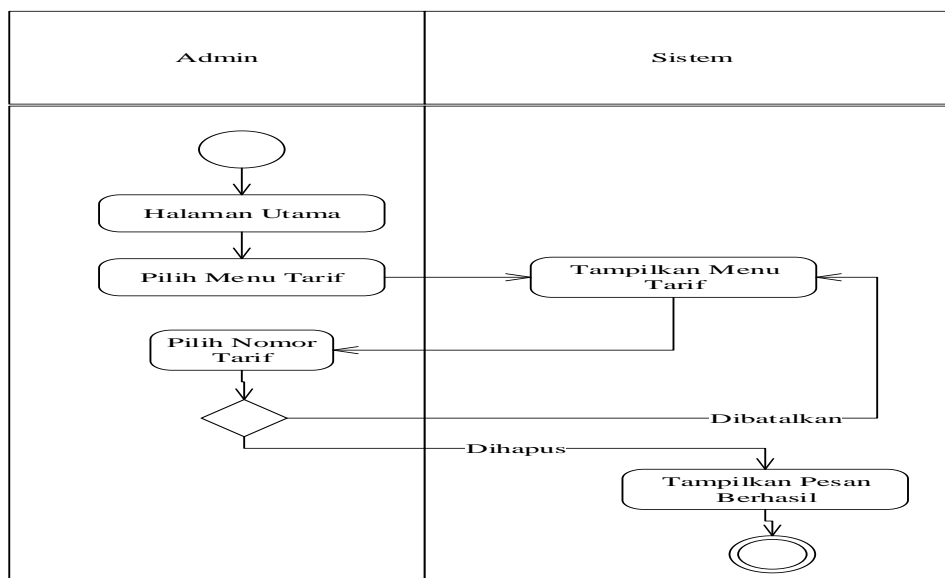 Admin
Sistem
Halaman Utama
Pilih Menu Tarif
Tampilkan Menu
Tarif
Pilih Nomor
Tarif
Dibatalkan
Dihapus
Tampilkan Pesan
Berhasil